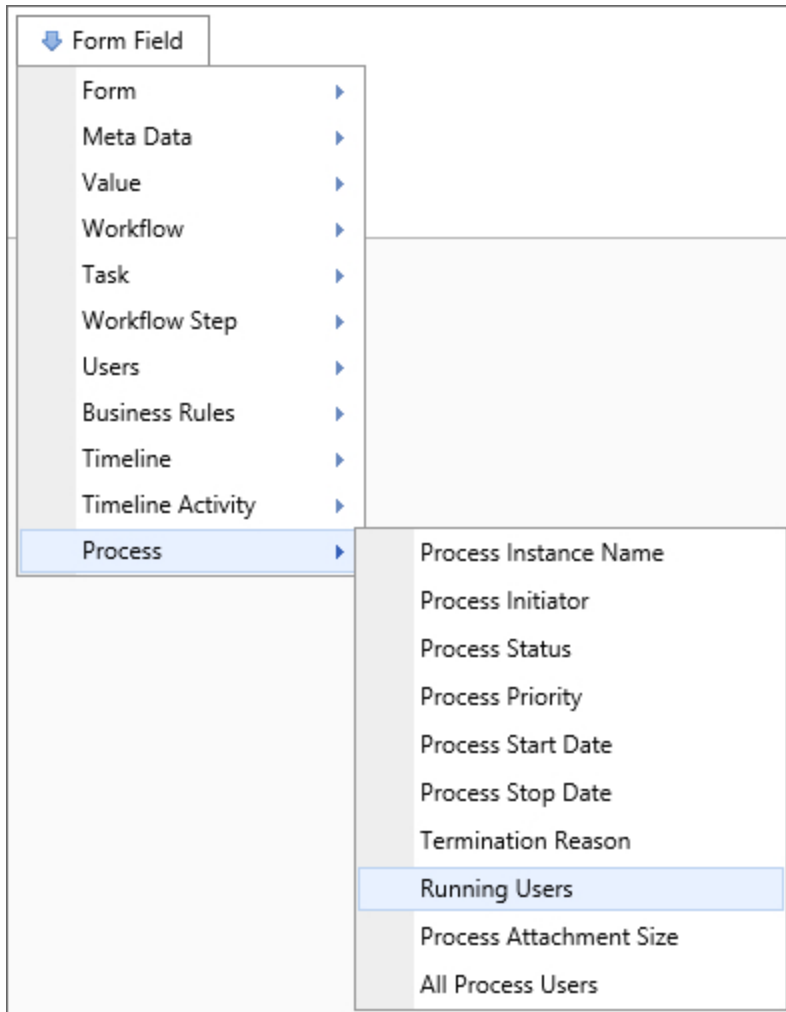 Form Field
Form
Meta Data
Value
Workflow
Task
Workflow Step
Users
Business Rules
Timeline
Timeline Activity
Process
Process Instance Name
Process Initiator
Process Status
Process Priority
Process Start Date
Process Stop Date
Termination Reason
Running Users
Process Attachment Size
All Process Users